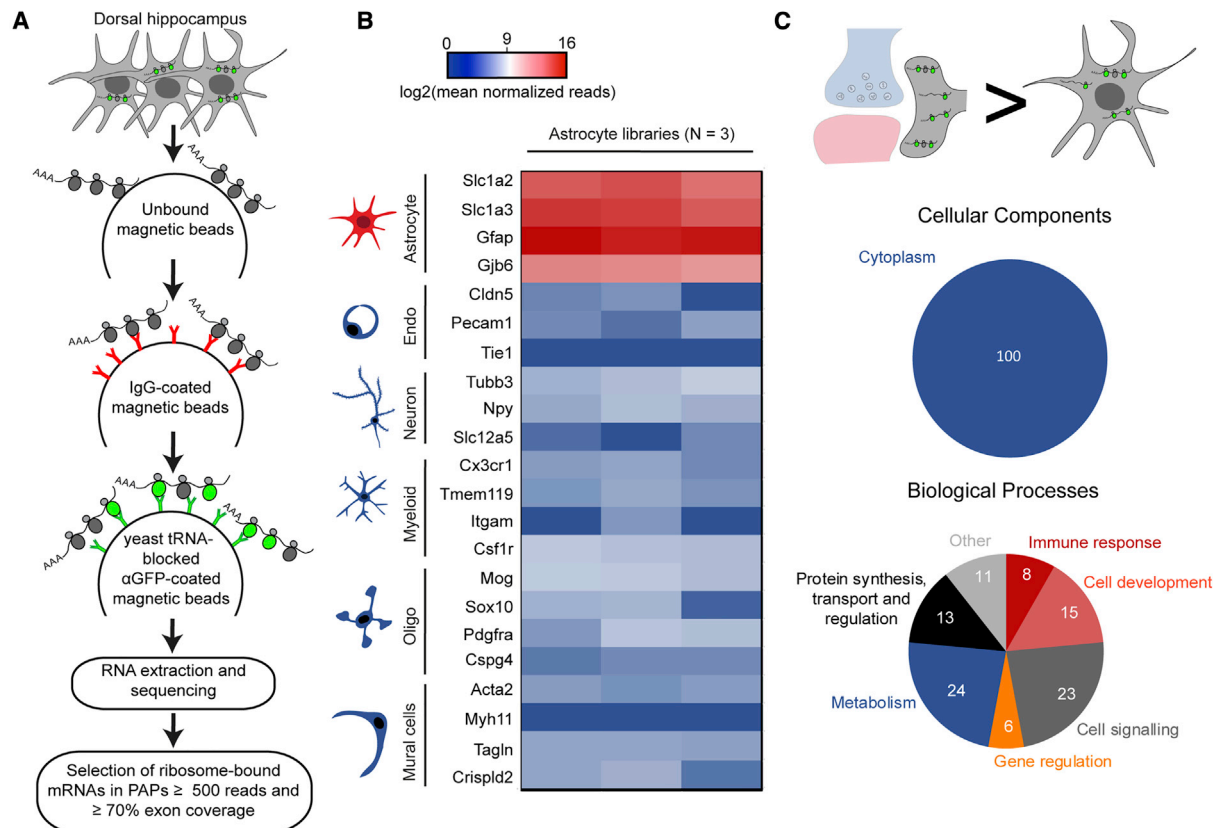 A
Dorsal hippocampus
AAA
Unbound
magnetic beads
AAA
AAA
AAA
IgG-coated
magnetic beads
AAA
AAA
AAA
yeast tRNA-
blocked
αGFP-coated
magnetic beads
RNA extraction and
sequencing
Selection of ribosome-bound
mRNAs in PAPs ≥ 500 reads and
≥ 70% exon coverage
B
0 9 16
log2(mean normalized reads)
Astrocyte libraries (N = 3)
Astrocyte
Slc1a2
Slc1a3
Gfap
Gjb6
Endo
Cldn5
Pecam1
Tie1
Neuron
Tubb3
Npy
Slc12a5
Myeloid
Cx3cr1
Tmem119
Itgam
Csf1r
Oligo
Mog
Sox10
Pdgfra
Cspg4
Mural cells
Acta2
Myh11
Tagln
Crispld2
C
>
Cellular Components
Cytoplasm
100
Biological Processes
Other
11
Immune response
8
Cell development
15
Protein synthesis,
transport and
regulation
13
Metabolism
24
23
Cell signalling
6
Gene regulation